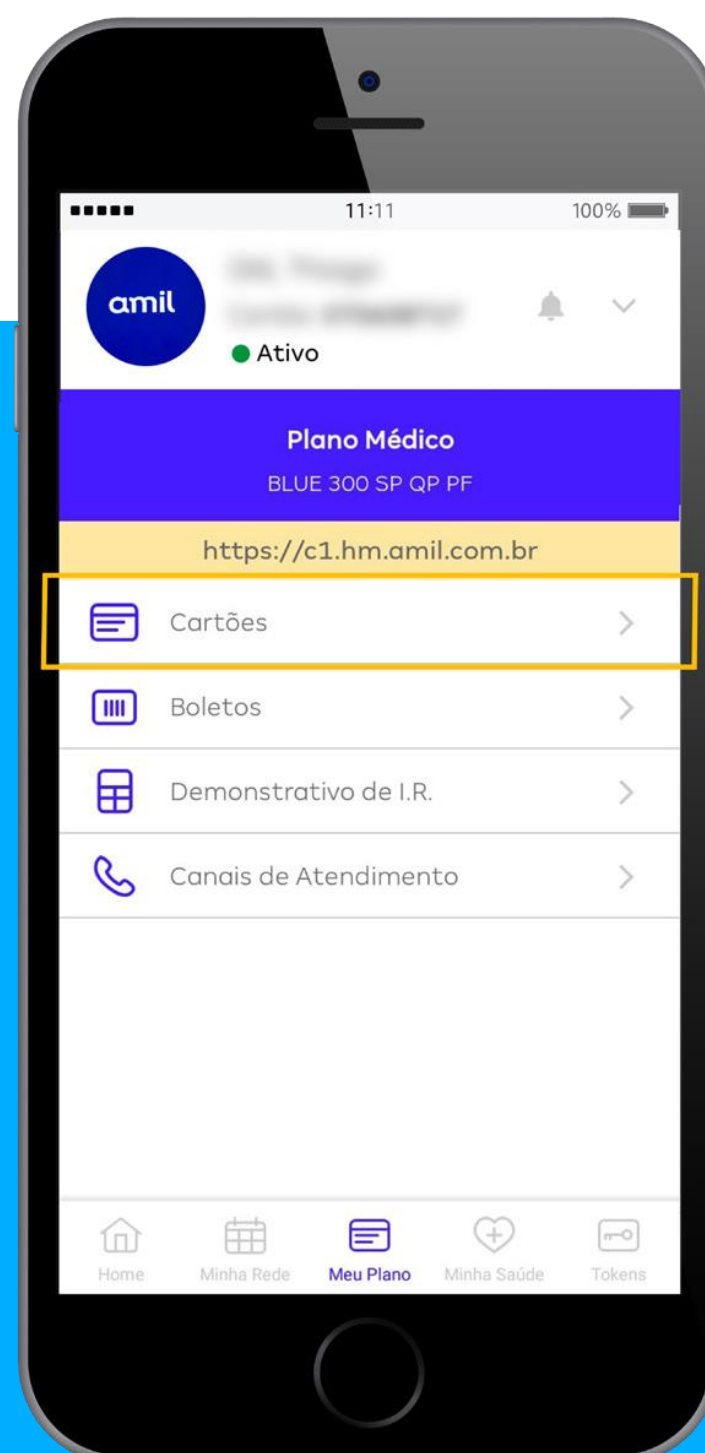 11:11 100%
amil
Ativo
Plano Médico
BLUE 300 SP QP PF
https://c1.hm.amil.com.br
Cartões
Boletos
Demonstrativo de I.R.
Canais de Atendimento
Home Minha Rede Meu Plano Minha Saúde Tokens